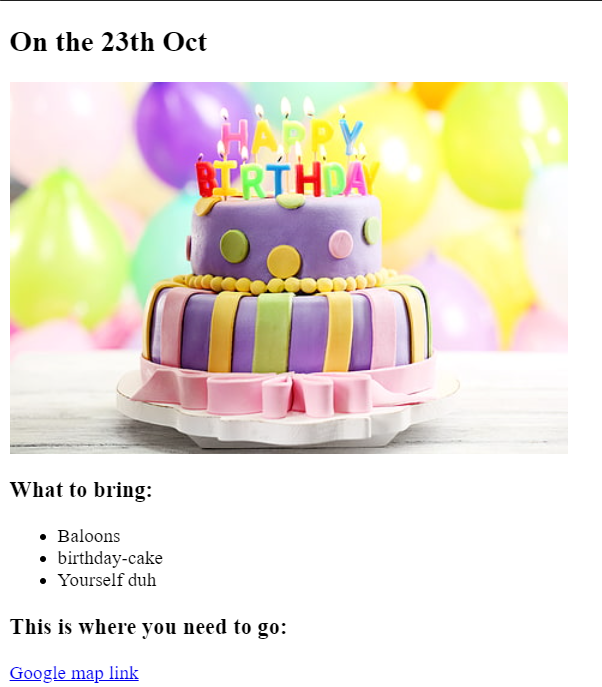 On the 23th Oct
HAPPY
BIRTHDAY
What to bring:
Baloons
birthday-cake
Yourself duh
This is where you need to go:
Google map link